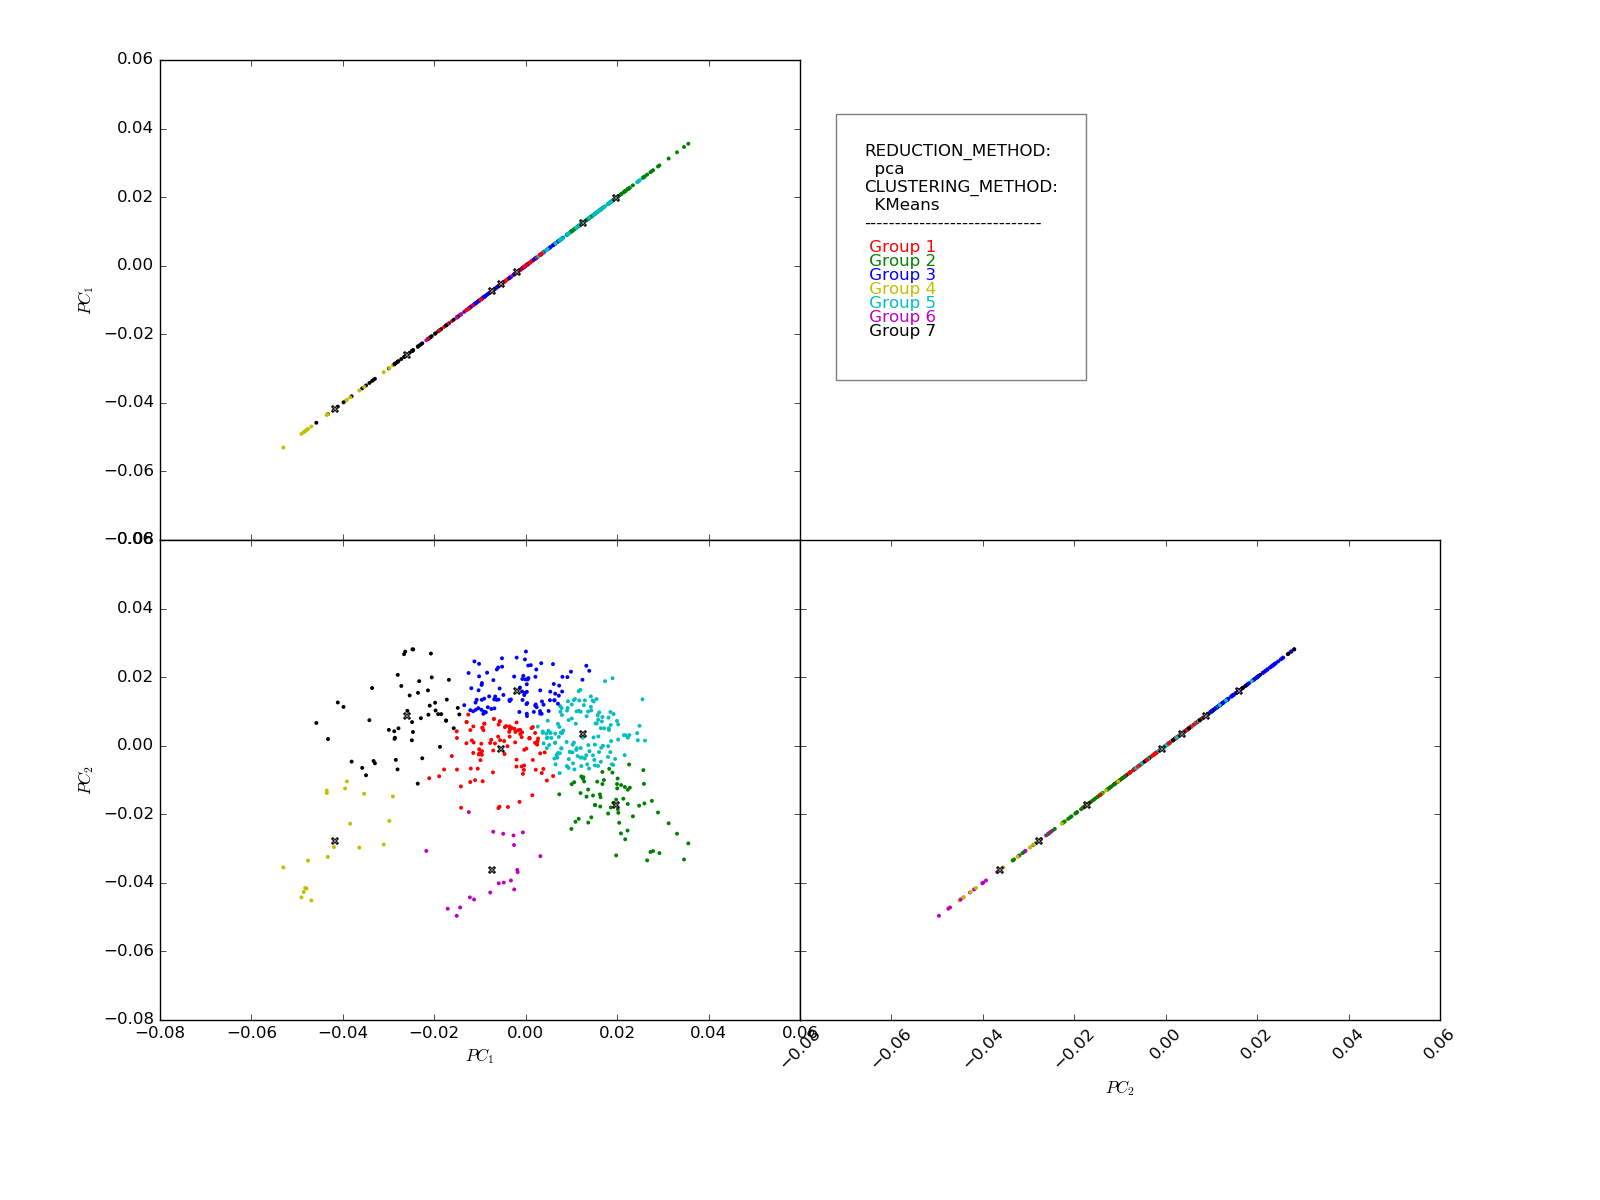 0.06
0.04
0.02
0.00
−0.02
−0.04
−0.06
PC1
REDUCTION_METHOD:
pca
CLUSTERING_METHOD:
KMeans
--------------------------------
Group 1
Group 2
Group 3
Group 4
Group 5
Group 6
Group 7
0.04
0.02
0.00
−0.02
−0.04
−0.06
−0.08
PC2
−0.08 −0.06 −0.04 −0.02 0.00 0.02 0.04 0.06
PC1
−0.08 −0.06 −0.04 −0.02 0.00 0.02 0.04 0.06
PC2